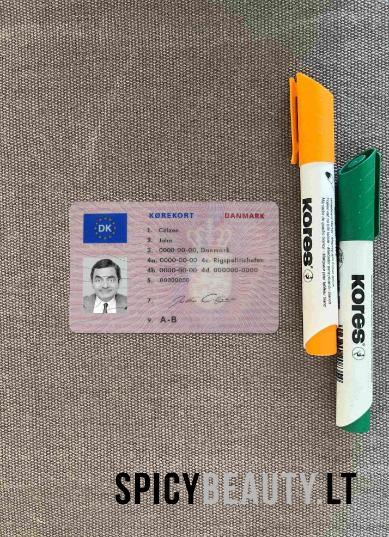 KØREKORT DANMARK
DK
1. Citizen
2. John
3. 0000-00-00, Danmark
4a. 0000-00-00 4c. Rigspolitichefen
4b. 0000-00-00 4d. 000000-0000
5. 00000000
7.
9. A-B
kores
kores
SPICYBEAUTY.LT